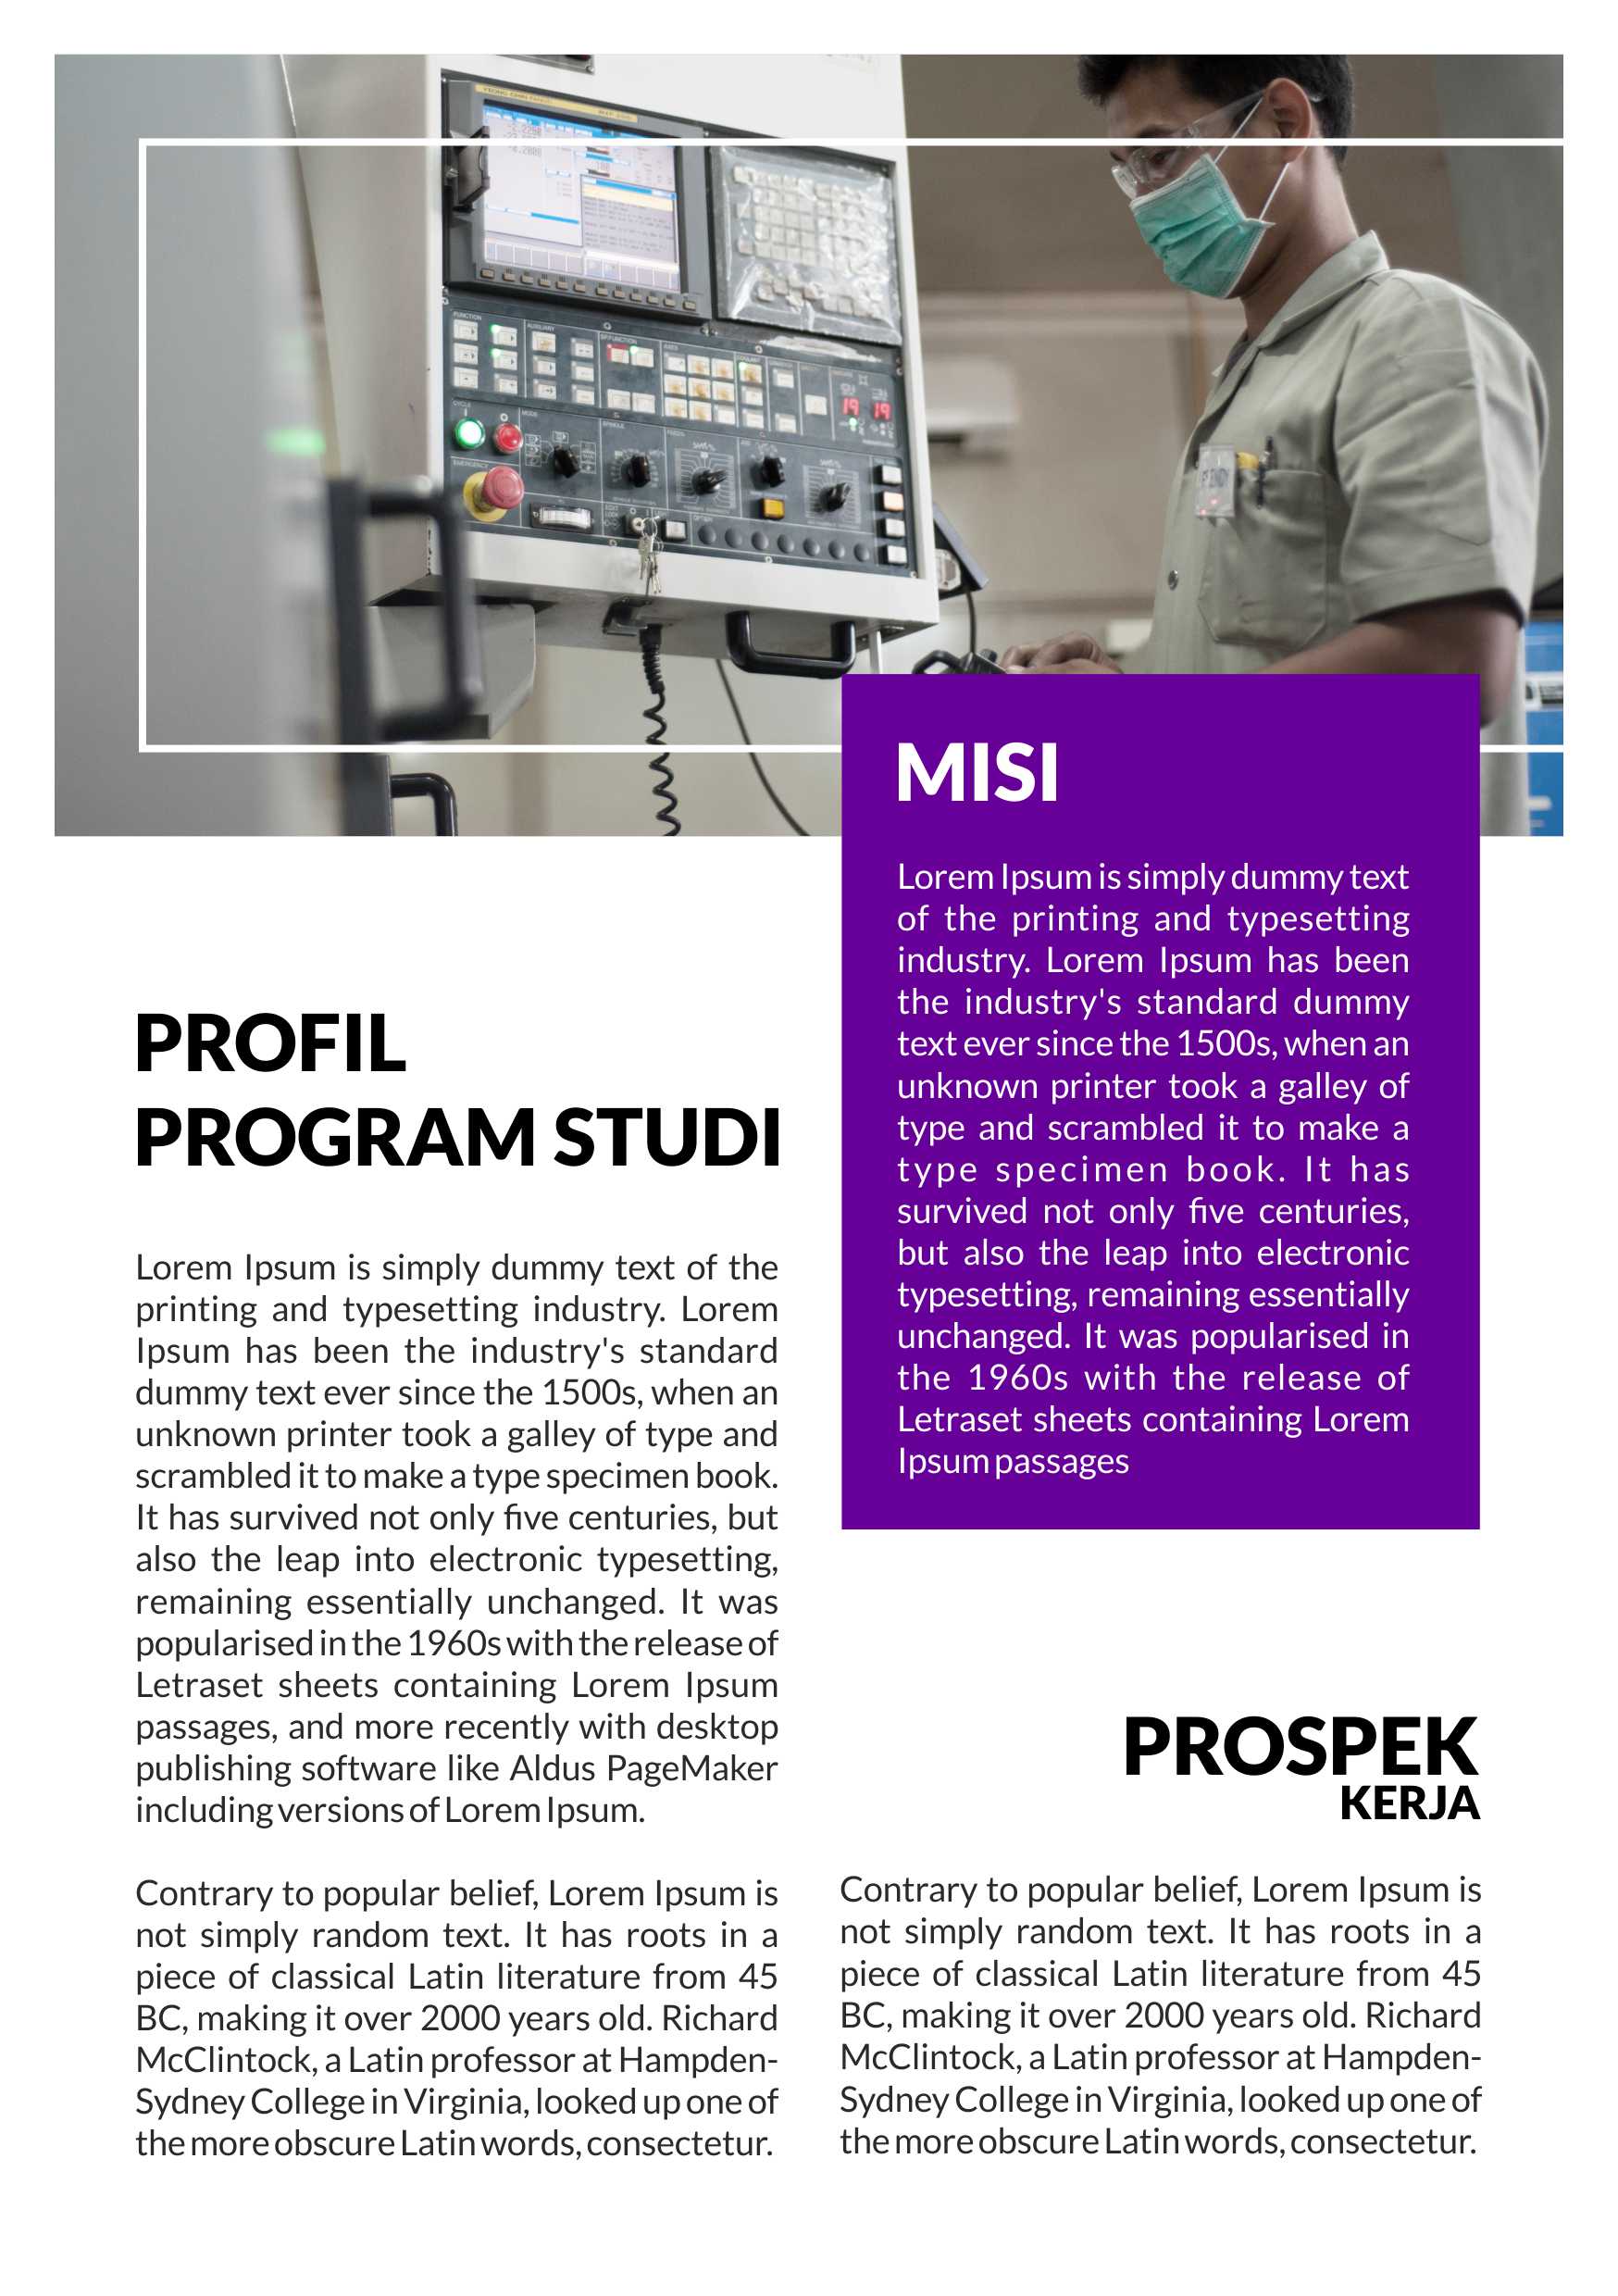 FUNCTION
AUXILIARY
CYCLE
MODE
SPINDLE
EMERGENCY
19 19
MISI
Lorem Ipsum is simply dummy text
of the printing and typesetting
industry. Lorem Ipsum has been
the industry's standard dummy
text ever since the 1500s, when an
unknown printer took a galley of
type and scrambled it to make a
type specimen book. It has
survived not only five centuries,
but also the leap into electronic
typesetting, remaining essentially
unchanged. It was popularised in
the 1960s with the release of
Letraset sheets containing Lorem
Ipsum passages
PROFIL
PROGRAM STUDI
Lorem Ipsum is simply dummy text of the
printing and typesetting industry. Lorem
Ipsum has been the industry's standard
dummy text ever since the 1500s, when an
unknown printer took a galley of type and
scrambled it to make a type specimen book.
It has survived not only five centuries, but
also the leap into electronic typesetting,
remaining essentially unchanged. It was
popularised in the 1960s with the release of
Letraset sheets containing Lorem Ipsum
passages, and more recently with desktop
publishing software like Aldus PageMaker
including versions of Lorem Ipsum.
Contrary to popular belief, Lorem Ipsum is
not simply random text. It has roots in a
piece of classical Latin literature from 45
BC, making it over 2000 years old. Richard
McClintock, a Latin professor at Hampden-
Sydney College in Virginia, looked up one of
the more obscure Latin words, consectetur.
PROSPEK
KERJA
Contrary to popular belief, Lorem Ipsum is
not simply random text. It has roots in a
piece of classical Latin literature from 45
BC, making it over 2000 years old. Richard
McClintock, a Latin professor at Hampden-
Sydney College in Virginia, looked up one of
the more obscure Latin words, consectetur.